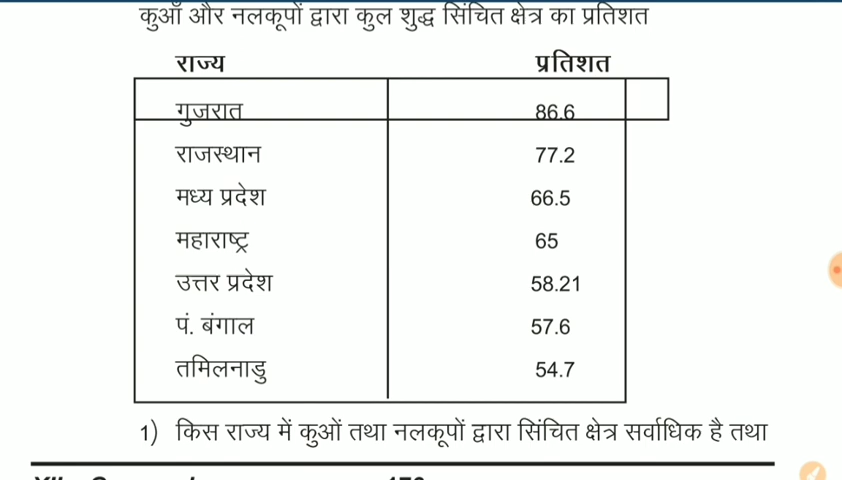 कुआँ और नलकूपों द्वारा कुल शुद्ध सिंचित क्षेत्र का प्रतिशत
राज्य प्रतिशत
गुजरात 86.6
राजस्थान 77.2
मध्य प्रदेश 66.5
महाराष्ट्र 65
उत्तर प्रदेश 58.21
पं. बंगाल 57.6
तमिलनाडु 54.7
1) किस राज्य में कुओं तथा नलकूपों द्वारा सिंचित क्षेत्र सर्वाधिक है तथा